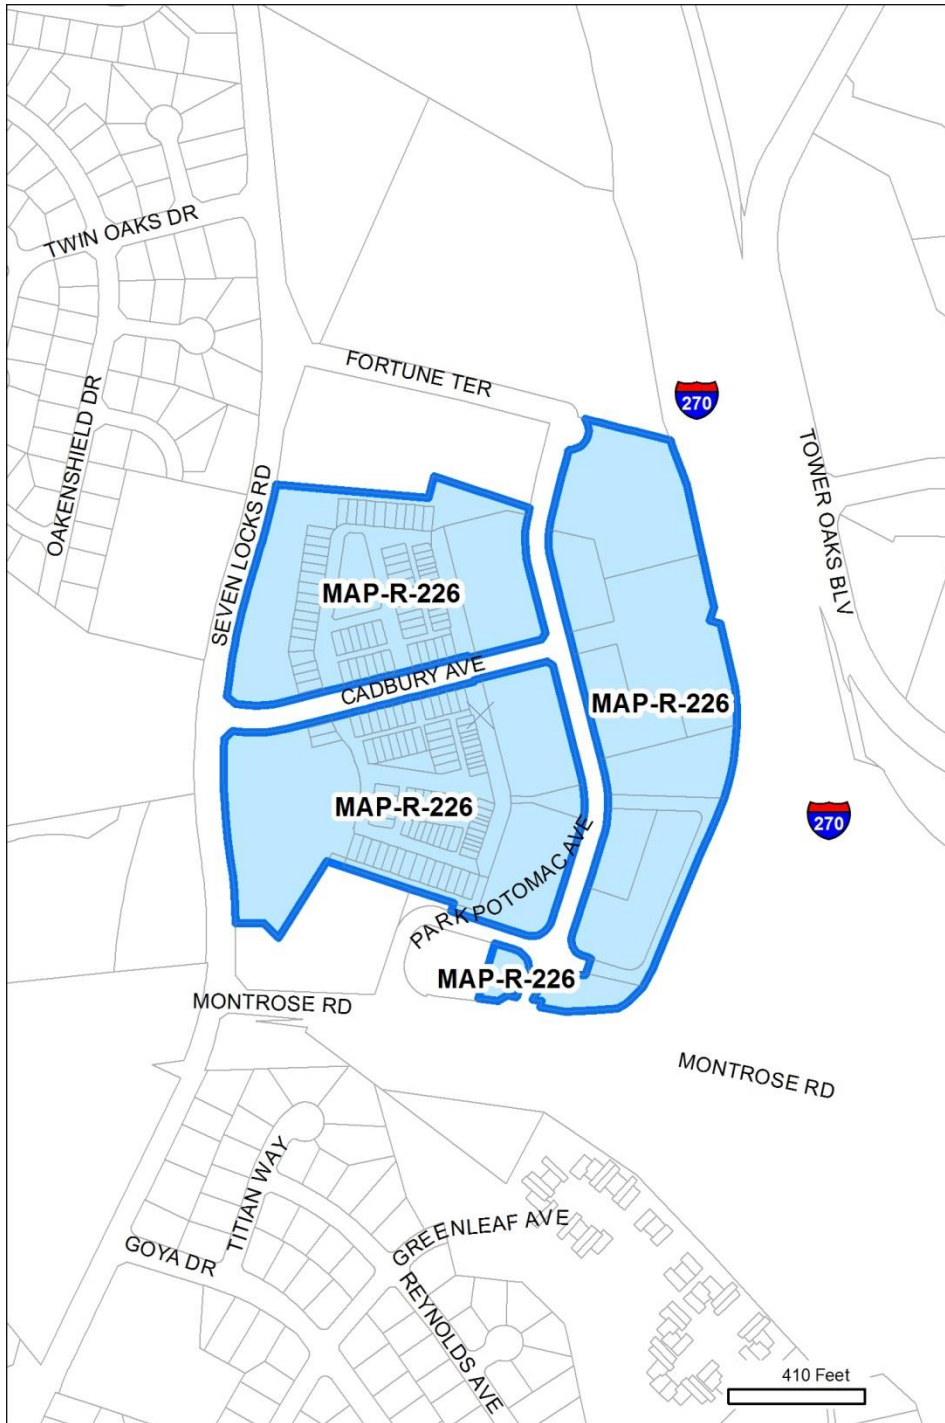 TWIN OAKS DR
FORTUNE TER
270
OAKENSHIELD DR
SEVEN LOCKS RD
TOWER OAKS BLV
MAP-R-226
CADBURY AVE
MAP-R-226
MAP-R-226
270
PARK POTOMAC AVE
MAP-R-226
MONTROSE RD
MONTROSE RD
TITIAN WAY
GREENLEAF AVE
GOYA DR
REYNOLDS AVE
410 Feet